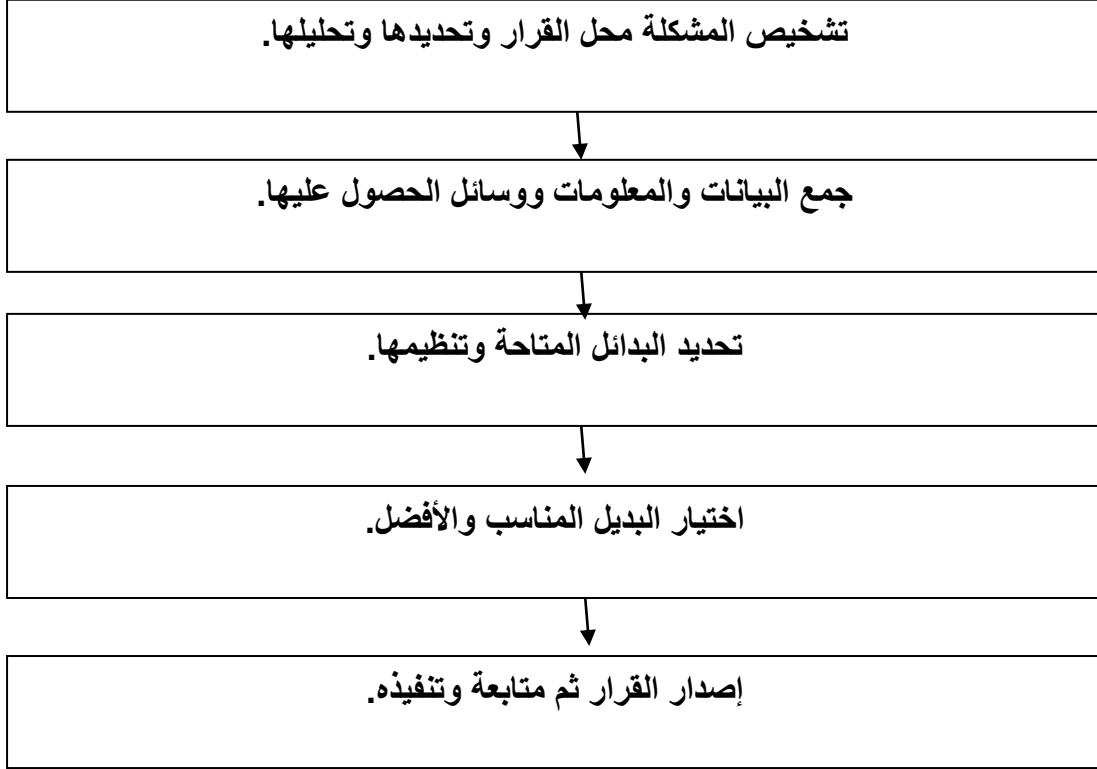 تشخيص المشكلة محل القرار وتحديدها وتحليلها.
جمع البيانات والمعلومات ووسائل الحصول عليها.
تحديد البدائل المتاحة وتنظيمها.
اختيار البديل المناسب والأفضل.
إصدار القرار ثم متابعة وتنفيذه.